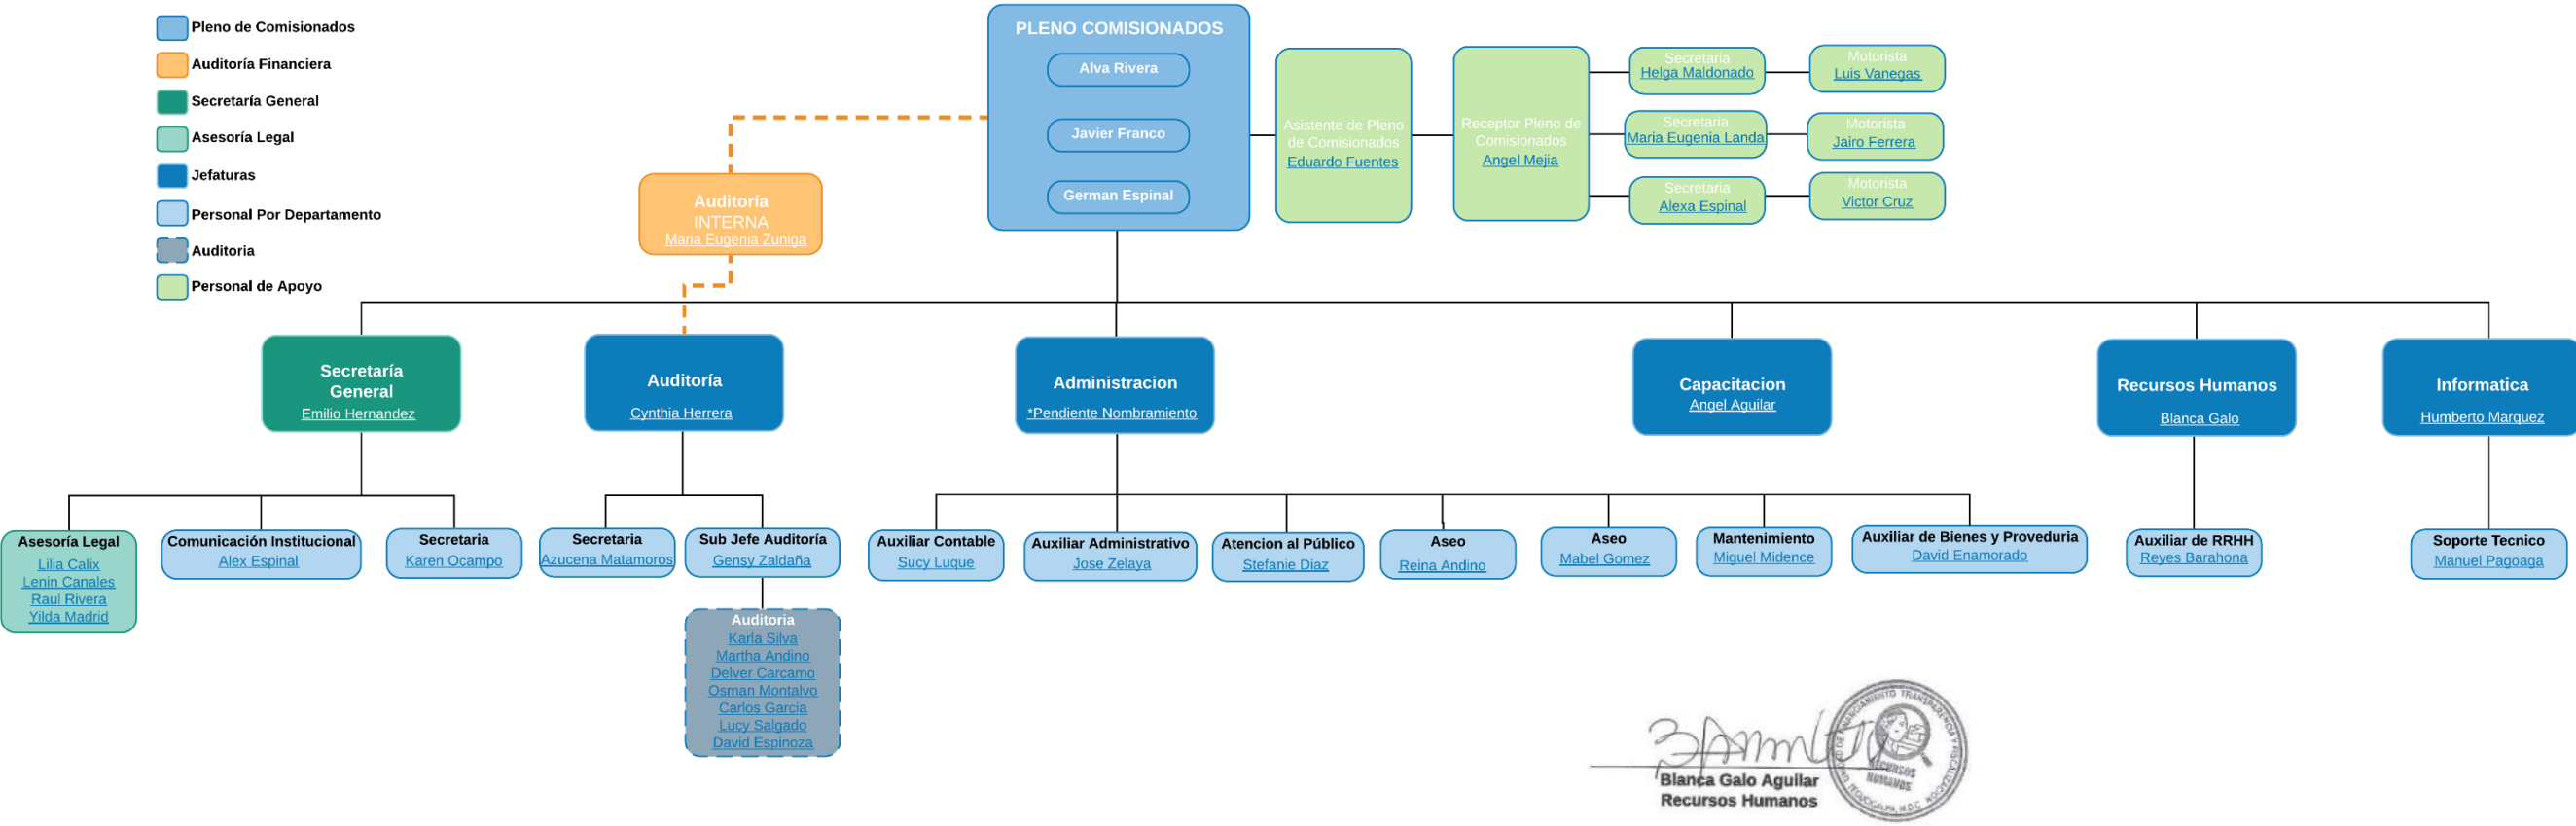 Pleno de Comisionados
Auditoría Financiera
Secretaría General
Asesoría Legal
Jefaturas
Personal Por Departamento
Auditoria
Personal de Apoyo
PLENO COMISIONADOS
Alva Rivera
Javier Franco
German Espinal
Asistente de Pleno
de Comisionados
Eduardo Fuentes
Receptor Pleno de
Comisionados
Angel Mejia
Secretaria
Helga Maldonado
Motorista
Luis Vanegas
Secretaria
Maria Eugenia Landa
Motorista
Jairo Ferrera
Secretaria
Alexa Espinal
Motorista
Victor Cruz
Auditoría
INTERNA
Maria Eugenia Zuniga
Secretaría
General
Emilio Hernandez
Auditoría
Cynthia Herrera
Administracion
*Pendiente Nombramiento
Capacitacion
Angel Aguilar
Recursos Humanos
Blanca Galo
Informatica
Humberto Marquez
Asesoría Legal
Lilia Calix
Lenin Canales
Raul Rivera
Yilda Madrid
Comunicación Institucional
Alex Espinal
Secretaria
Karen Ocampo
Secretaria
Azucena Matamoros
Sub Jefe Auditoría
Gensy Zaldaña
Auxiliar Contable
Sucy Luque
Auxiliar Administrativo
Jose Zelaya
Atencion al Público
Stefanie Diaz
Aseo
Reina Andino
Aseo
Mabel Gomez
Mantenimiento
Miguel Midence
Auxiliar de Bienes y Proveduria
David Enamorado
Auxiliar de RRHH
Reyes Barahona
Soporte Tecnico
Manuel Pagoaga
Auditoria
Karla Silva
Martha Andino
Delver Carcamo
Osman Montalvo
Carlos Garcia
Lucy Salgado
David Espinoza
UNIDAD DE FINANCIAMIENTO TRANSPARENCIA Y FISCALIZACION
RECURSOS
HUMANOS
TEGUCIGALPA, M.D.C.
Blanca Galo Aguilar
Recursos Humanos